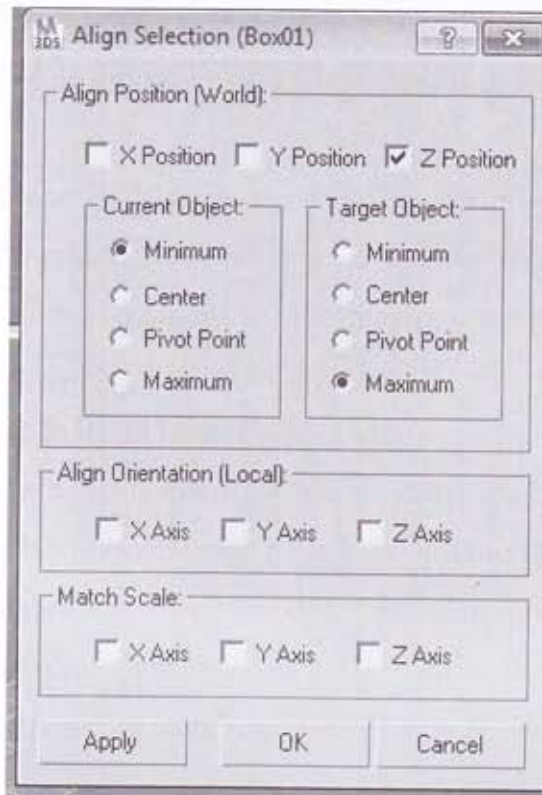 M
3DS Align Selection (Box01) ?
Align Position (World):
X Position Y Position Z Position
Current Object: Target Object:
Minimum Minimum
Center Center
Pivot Point Pivot Point
Maximum Maximum
Align Orientation (Local):
X Axis Y Axis Z Axis
Match Scale:
X Axis Y Axis Z Axis
Apply OK Cancel